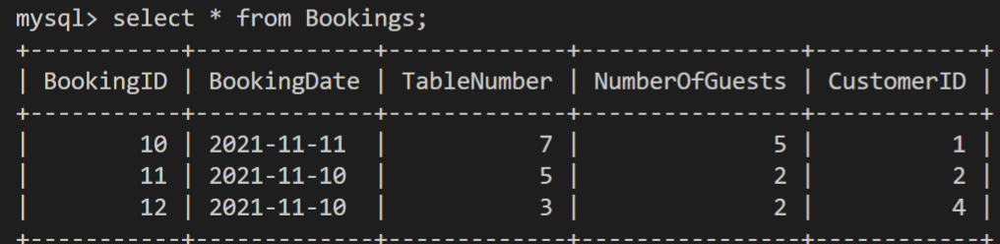 mysql> select * from Bookings;
+-----------+-------------+-------------+----------------+------------+
| BookingID | BookingDate | TableNumber | NumberOfGuests | CustomerID |
+-----------+-------------+-------------+----------------+------------+
|        10 | 2021-11-11  |           7 |              5 |          1 |
|        11 | 2021-11-10  |           5 |              2 |          2 |
|        12 | 2021-11-10  |           3 |              2 |          4 |
+-----------+-------------+-------------+----------------+------------+